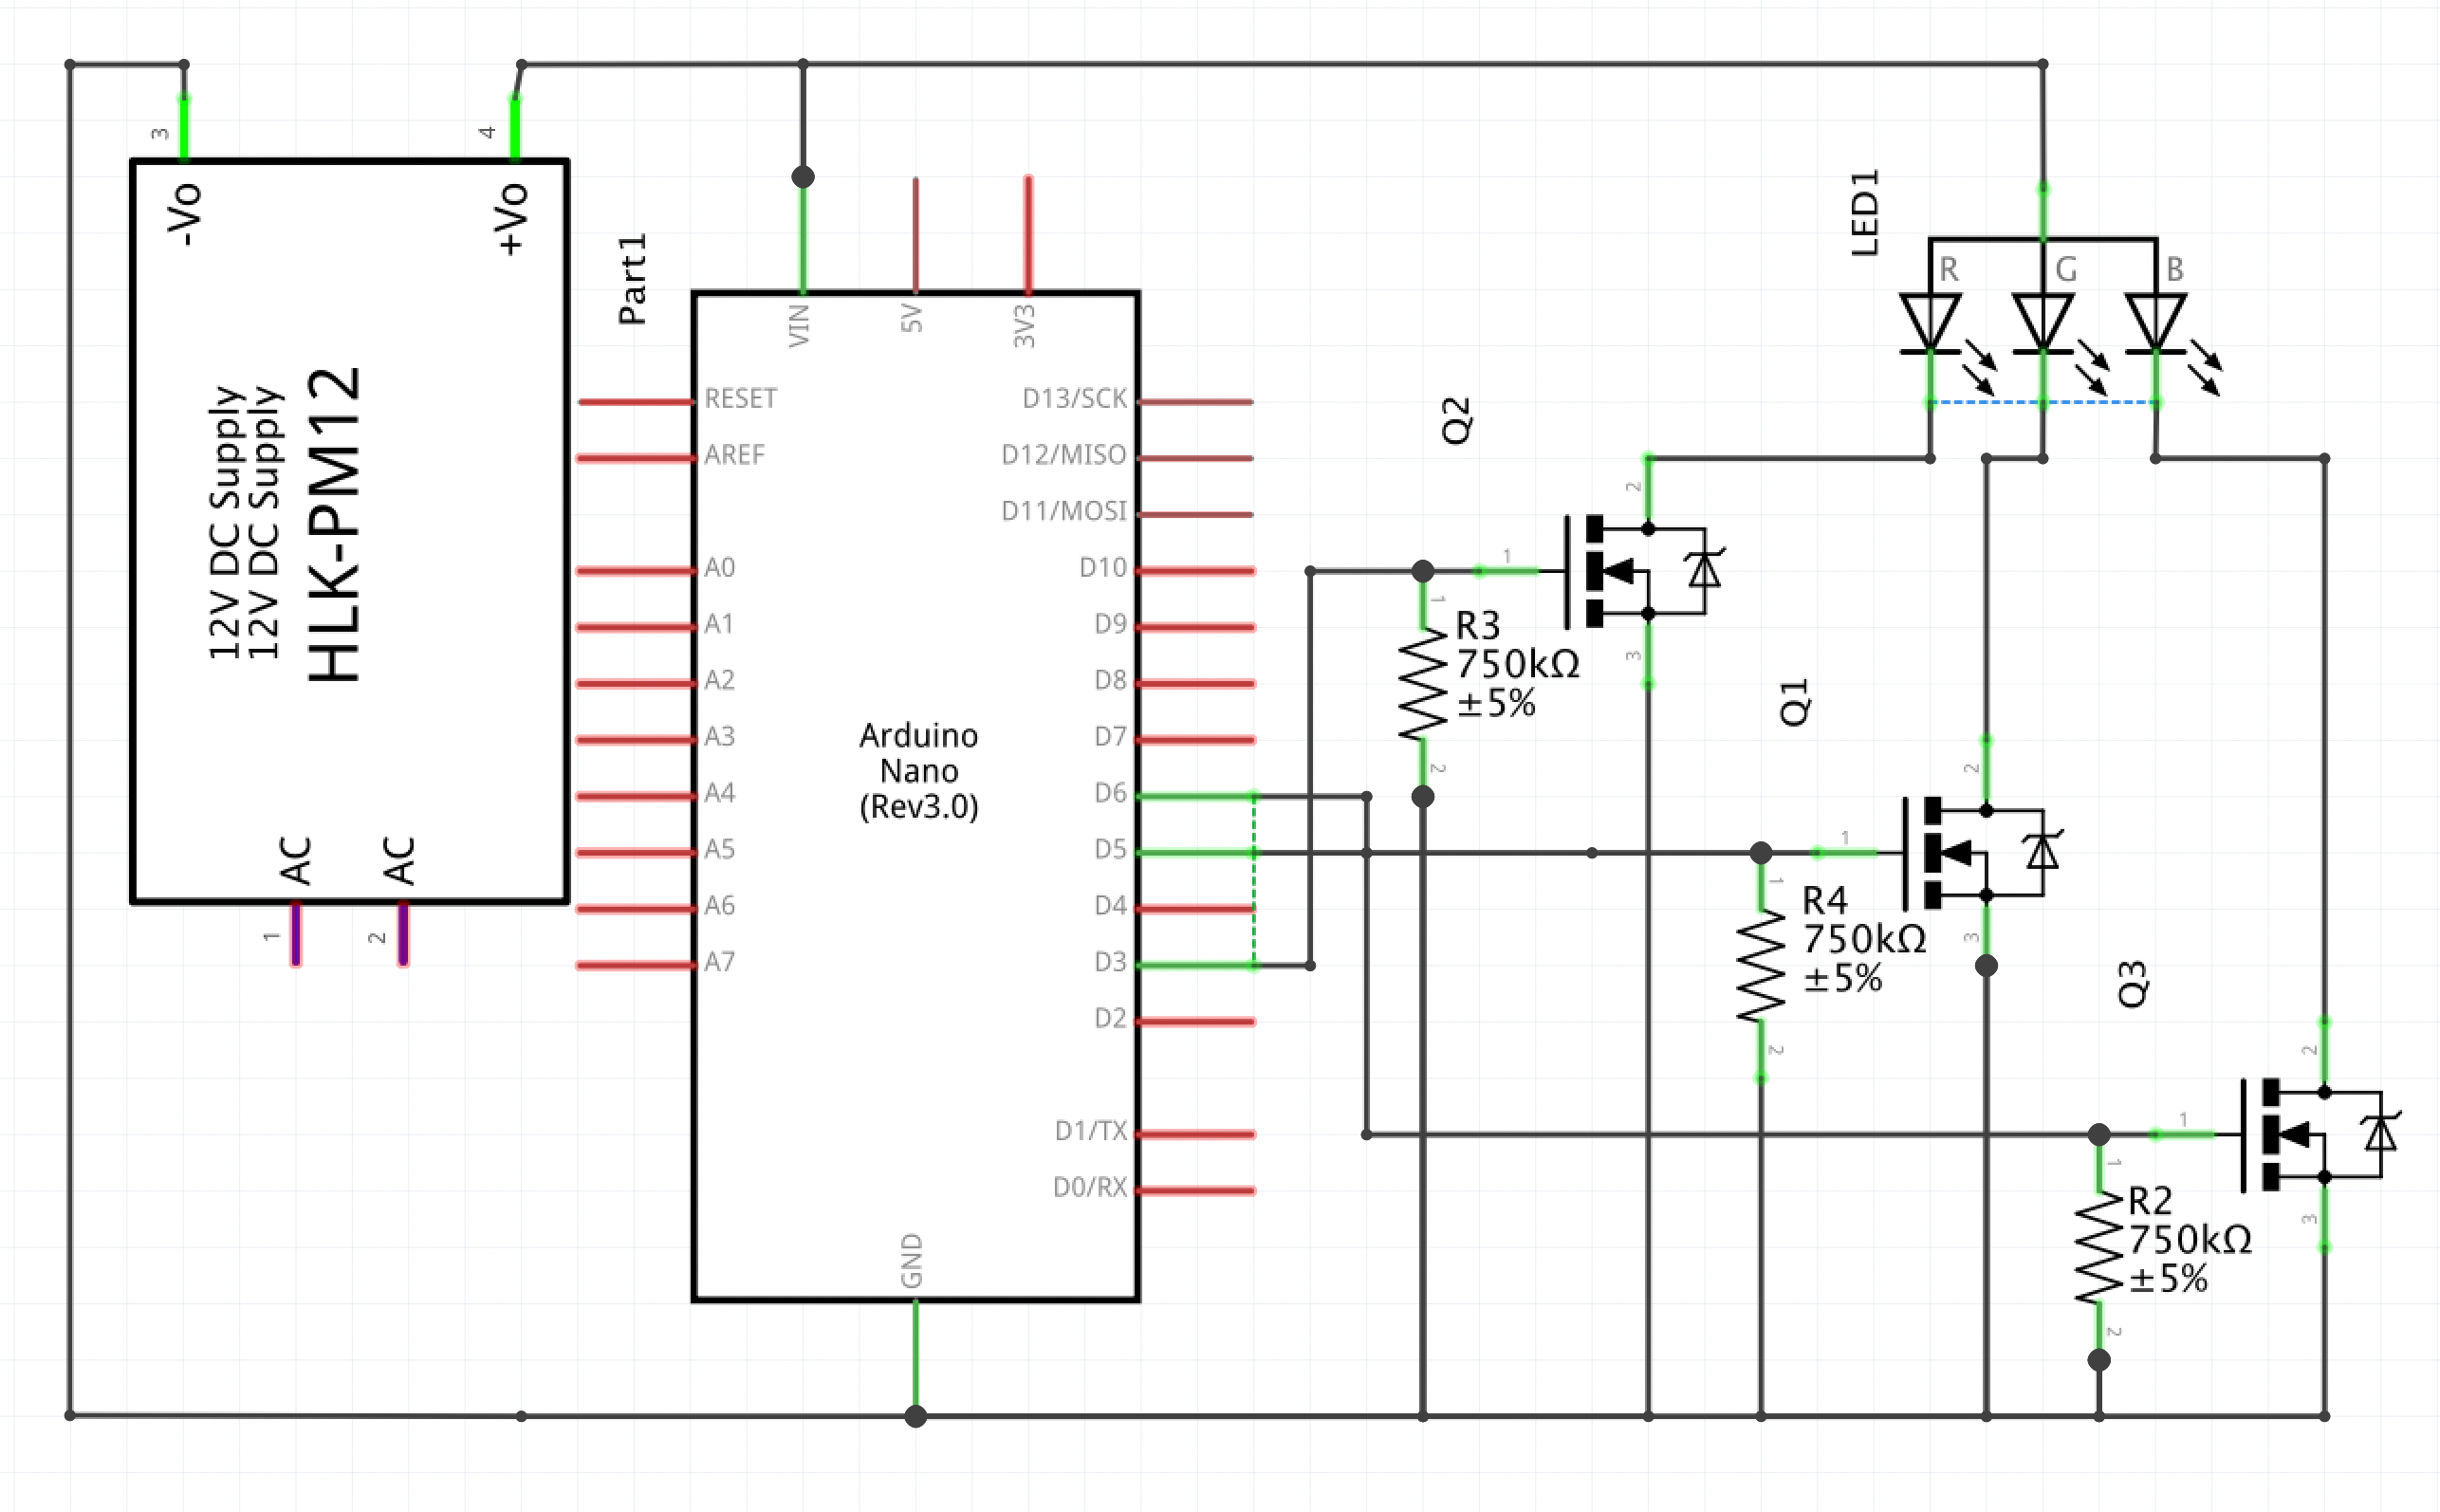 3
4
-Vo
+Vo
12V DC Supply
12V DC Supply
HLK-PM12
AC
AC
1
2
Part1
VIN
5V
3V3
RESET
AREF
A0
A1
A2
A3
A4
A5
A6
A7
Arduino
Nano
(Rev3.0)
D13/SCK
D12/MISO
D11/MOSI
D10
D9
D8
D7
D6
D5
D4
D3
D2
D1/TX
D0/RX
GND
LED1
R
G
B
Q2
2
1
3
1
R3
750kΩ
±5%
2
Q1
2
1
3
1
R4
750kΩ
±5%
2
Q3
2
1
3
1
R2
750kΩ
±5%
2